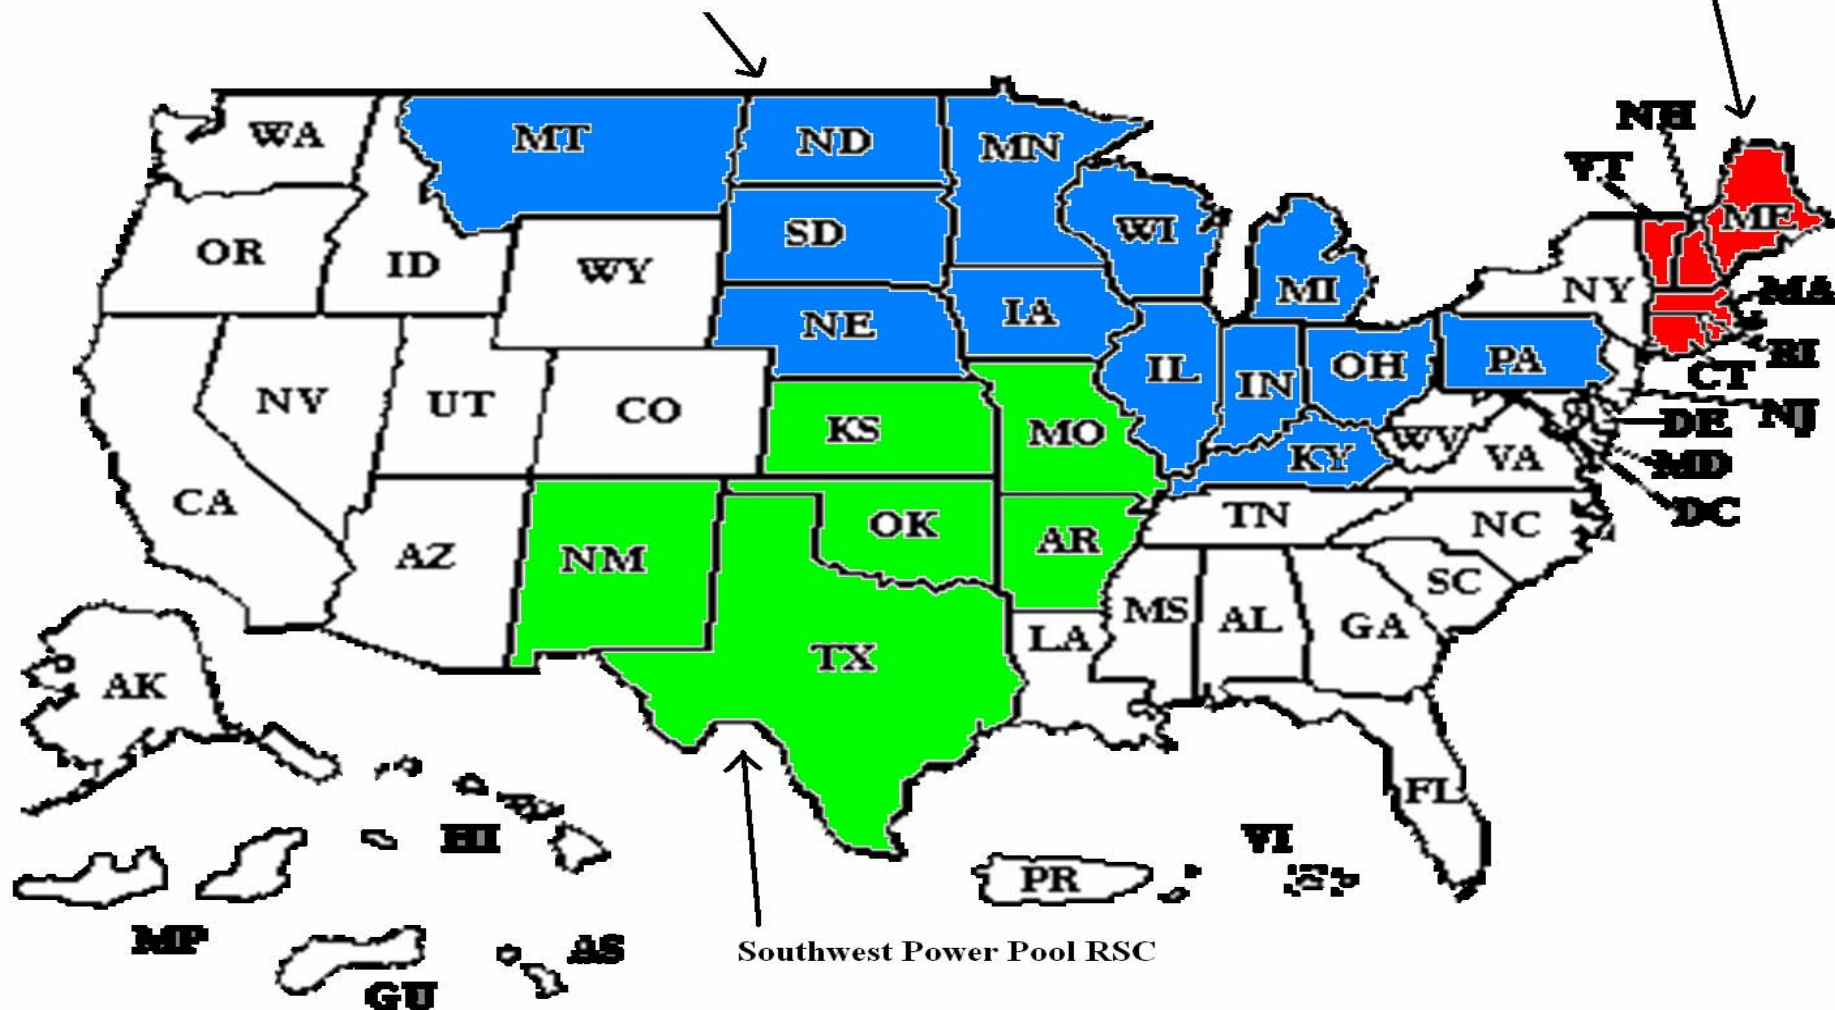 NH
WA
MT
ND
MN
VT
ME
OR
ID
WY
SD
WI
NY
MI
MA
NE
IA
RI
PA
IL
IN
OH
CT
NV
UT
CO
KS
MO
WV
NJ
DE
KY
VA
MD
CA
DC
TN
NC
OK
AZ
NM
AR
SC
MS
AL
GA
LA
TX
AK
FL
HI
VI
PR
MP
AS
Southwest Power Pool RSC
GU